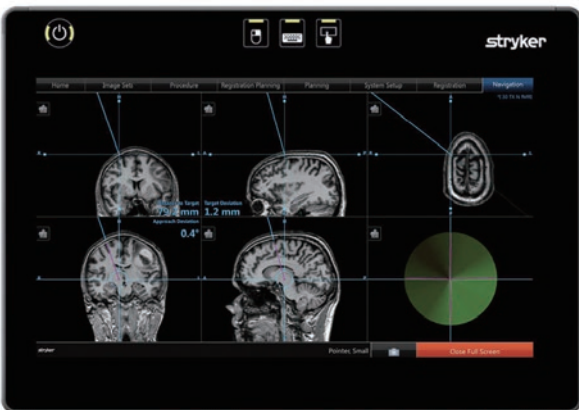 stryker
Home Image Sets Procedure Registration Planning Planning System Setup Registration Navigation
Target Deviation
mm 1.2 mm
Approach Deviation
0.4°
stryker Pointer, Small Close Full Screen